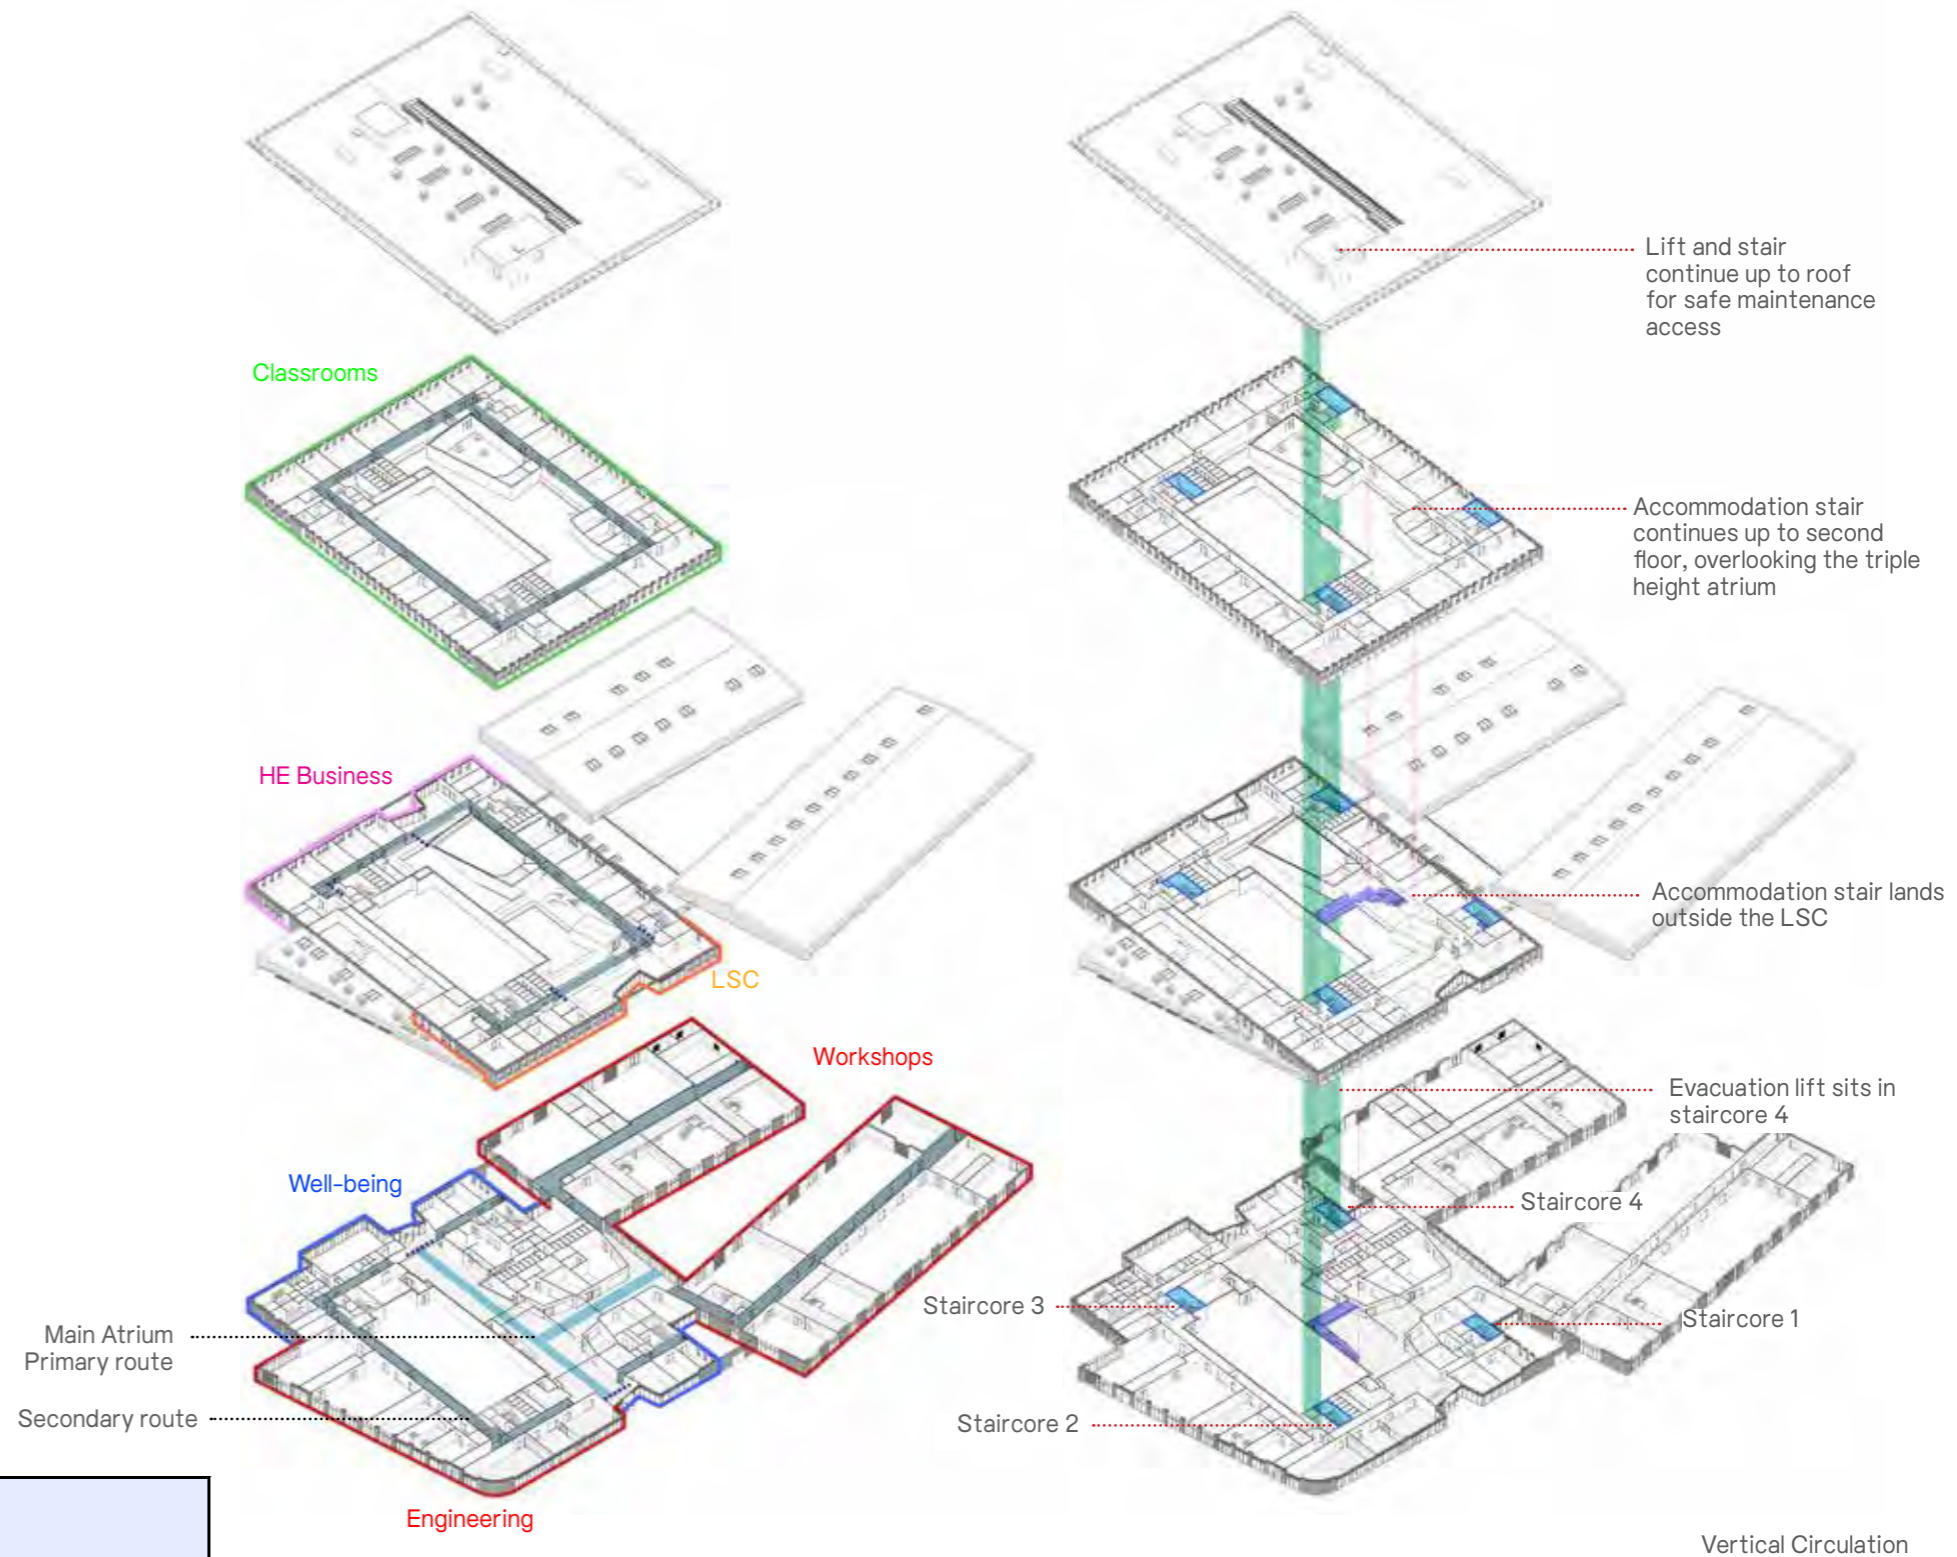 Lift and stair
continue up to roof
for safe maintenance
access
Classrooms
Accommodation stair
continues up to second
floor, overlooking the triple
height atrium
HE Business
Accommodation stair lands
outside the LSC
LSC
Workshops
Evacuation lift sits in
staircore 4
Well-being
Staircore 4
Staircore 3
Staircore 1
Main Atrium
Primary route
Secondary route
Staircore 2
Engineering
Vertical Circulation